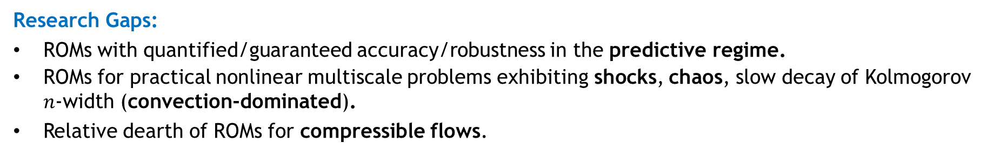 Research Gaps:
• ROMs with quantified/guaranteed accuracy/robustness in the predictive regime.
• ROMs for practical nonlinear multiscale problems exhibiting shocks, chaos, slow decay of Kolmogorov
𝑛-width (convection-dominated).
• Relative dearth of ROMs for compressible flows.